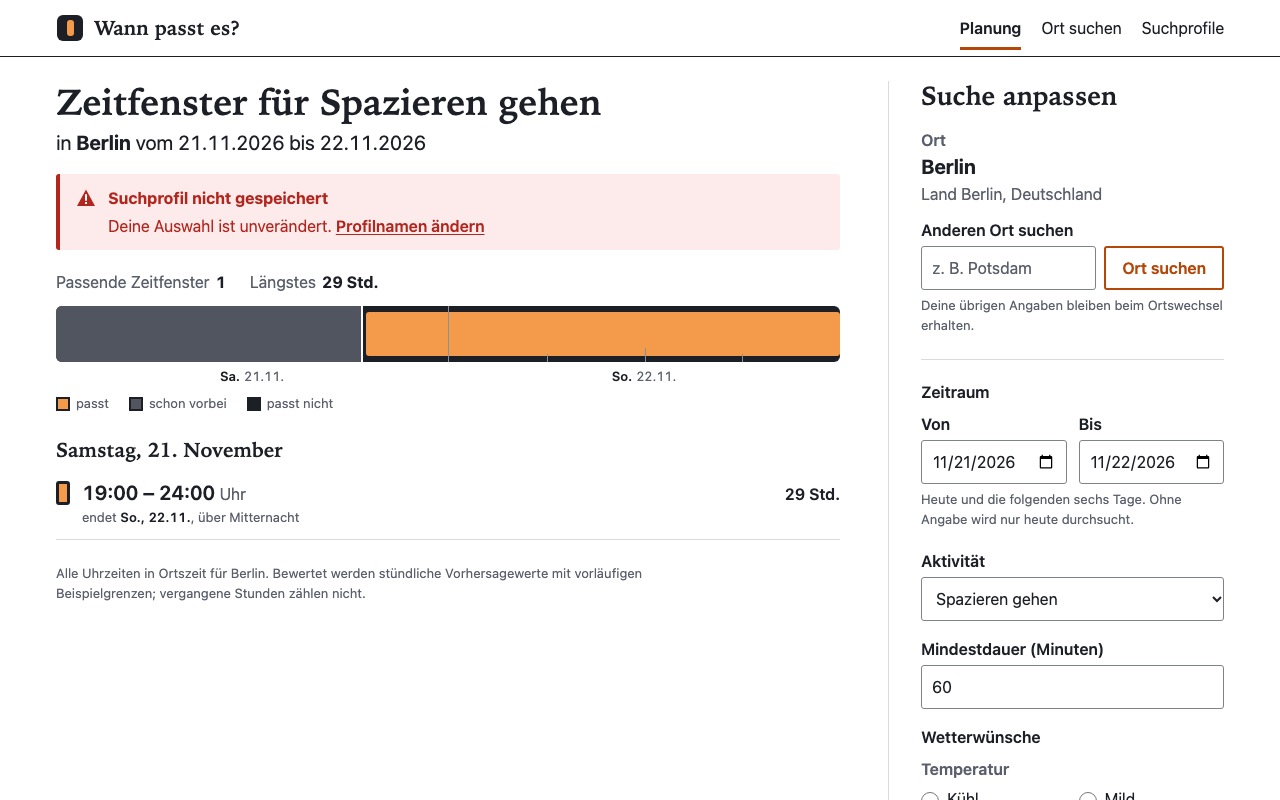 Wann passt es?
Planung
Ort suchen
Suchprofile
Zeitfenster für Spazieren gehen
in Berlin vom 21.11.2026 bis 22.11.2026
Suchprofil nicht gespeichert
Deine Auswahl ist unverändert. Profilnamen ändern
Passende Zeitfenster 1 Längstes 29 Std.
Sa. 21.11.
So. 22.11.
passt
schon vorbei
passt nicht
Samstag, 21. November
19:00 – 24:00 Uhr
29 Std.
endet So., 22.11., über Mitternacht
Alle Uhrzeiten in Ortszeit für Berlin. Bewertet werden stündliche Vorhersagewerte mit vorläufigen
Beispielgrenzen; vergangene Stunden zählen nicht.
Suche anpassen
Ort
Berlin
Land Berlin, Deutschland
Anderen Ort suchen
z. B. Potsdam
Ort suchen
Deine übrigen Angaben bleiben beim Ortswechsel
erhalten.
Zeitraum
Von
Bis
11/21/2026
11/22/2026
Heute und die folgenden sechs Tage. Ohne
Angabe wird nur heute durchsucht.
Aktivität
Spazieren gehen
Mindestdauer (Minuten)
60
Wetterwünsche
Temperatur
Kühl
Mild